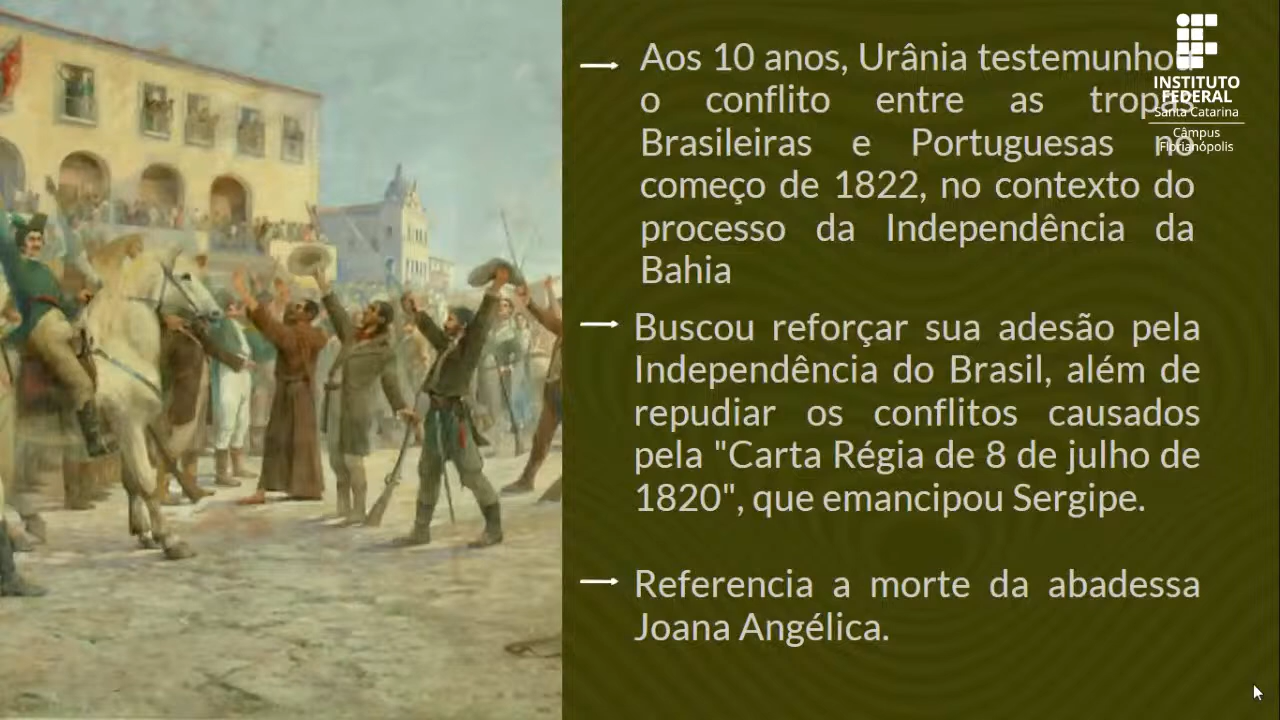 Aos 10 anos, Urânia testemunhou
o conflito entre as tropas
Brasileiras e Portuguesas no
começo de 1822, no contexto do
processo da Independência da
Bahia
Buscou reforçar sua adesão pela
Independência do Brasil, além de
repudiar os conflitos causados
pela "Carta Régia de 8 de julho de
1820", que emancipou Sergipe.
Referencia a morte da abadessa
Joana Angélica.
INSTITUTO
FEDERAL
Santa Catarina
Câmpus
Florianópolis